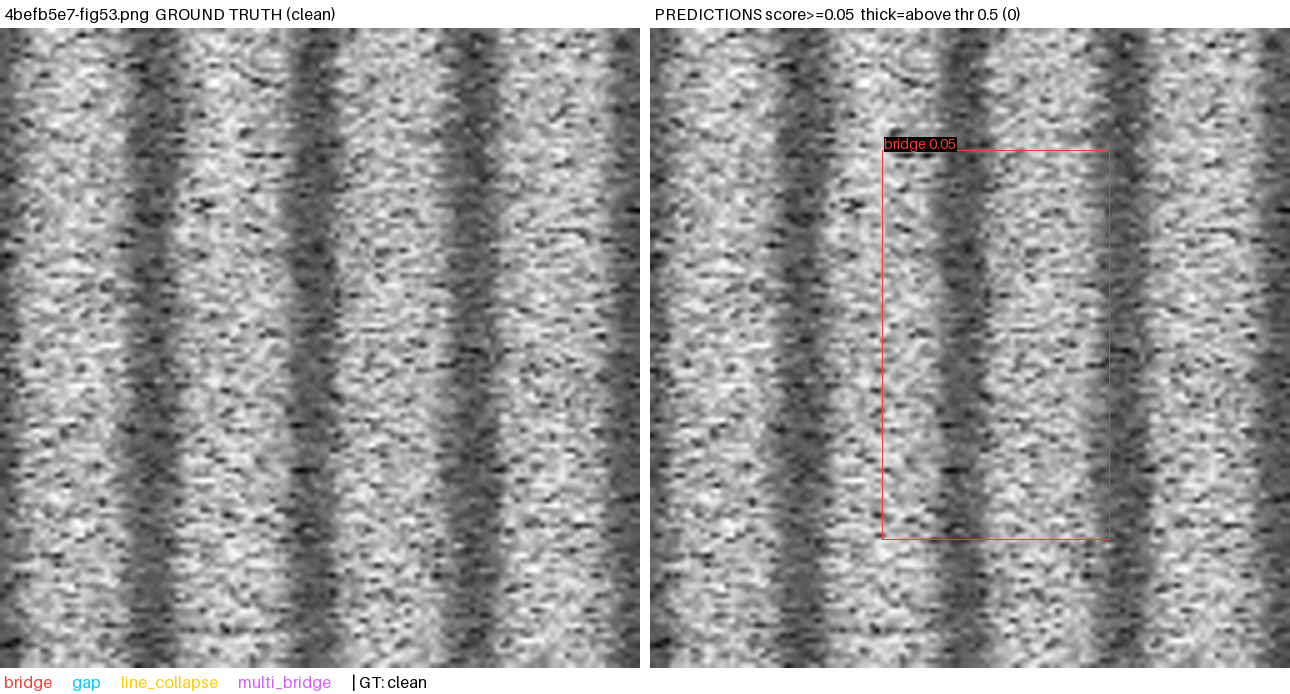 4befb5e7-fig53.png GROUND TRUTH (clean)
PREDICTIONS score>=0.05 thick=above thr 0.5 (0)
bridge 0.05
bridge gap line_collapse multi_bridge | GT: clean